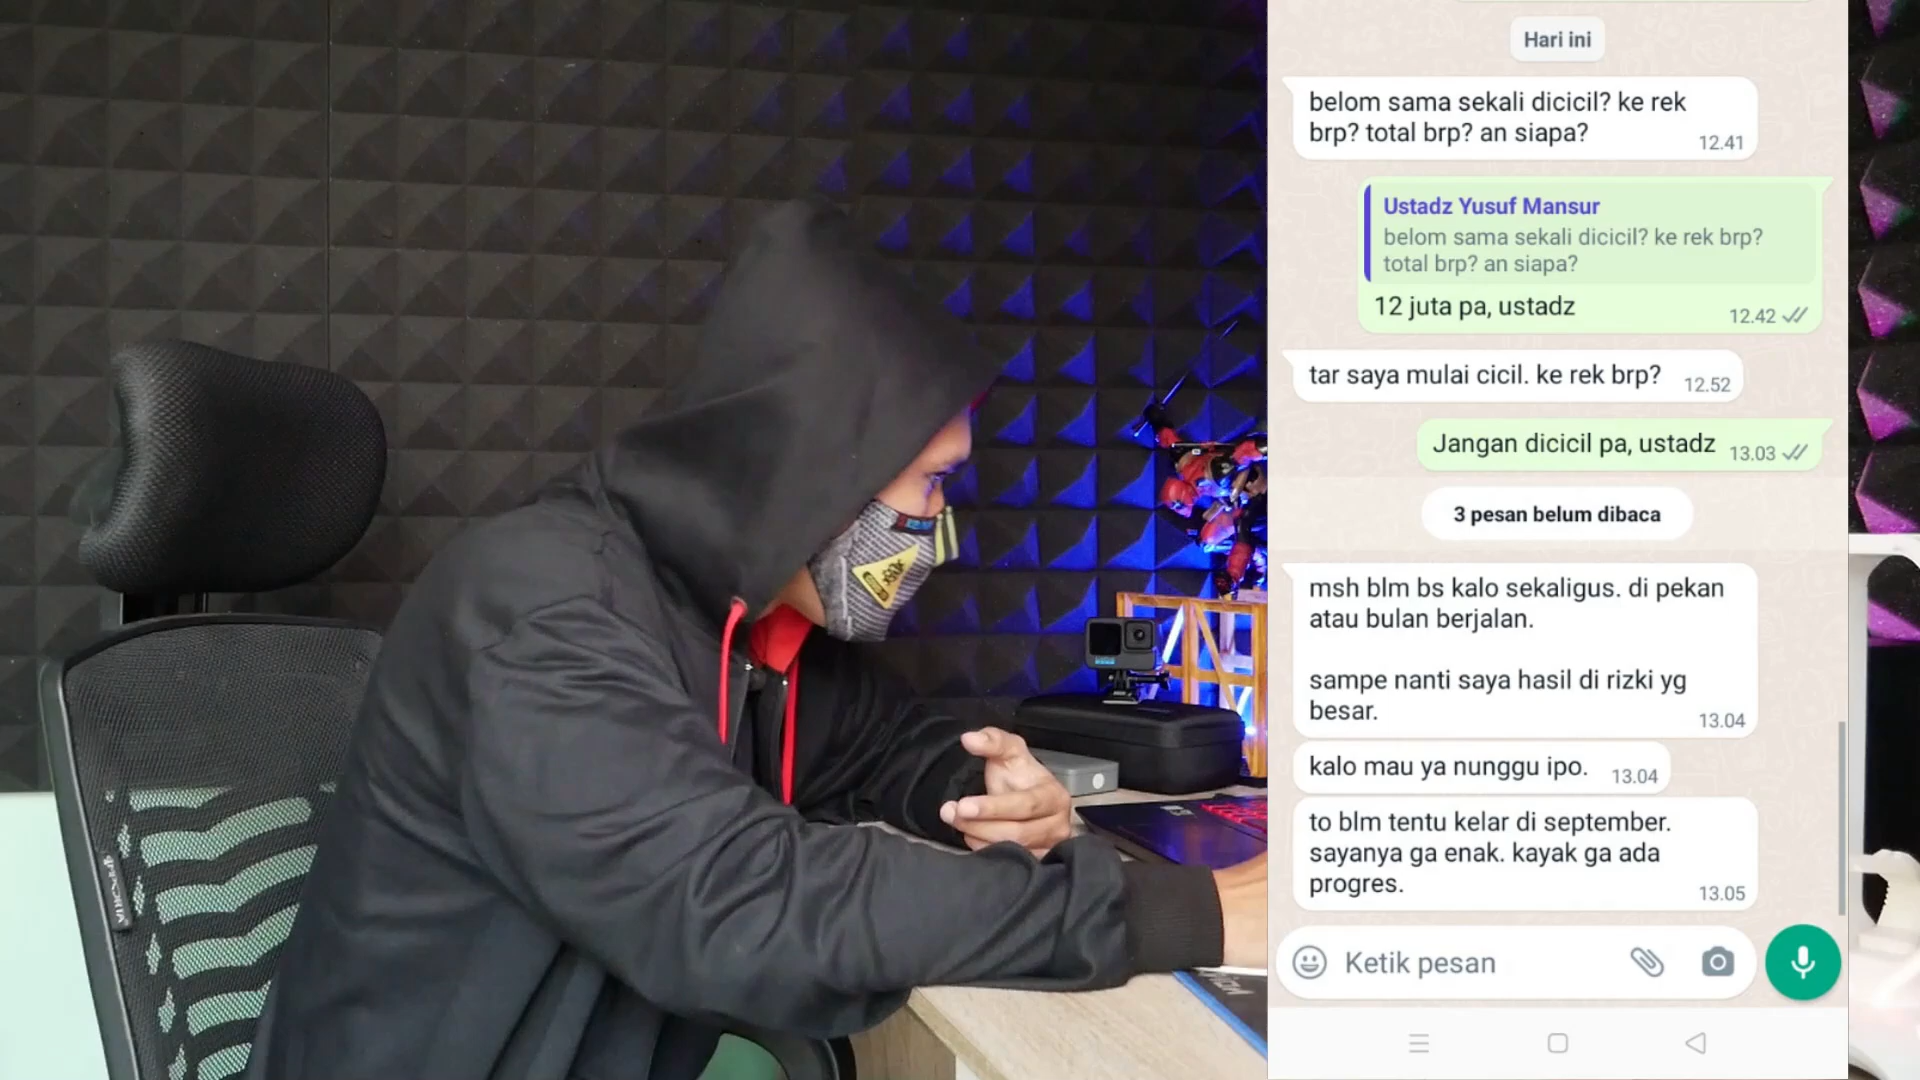 Hari ini
belom sama sekali dicicil? ke rek
brp? total brp? an siapa?
12.41
Ustadz Yusuf Mansur
belom sama sekali dicicil? ke rek brp?
total brp? an siapa?
12 juta pa, ustadz
12.42
tar saya mulai cicil. ke rek brp?
12.52
Jangan dicicil pa, ustadz
13.03
3 pesan belum dibaca
msh blm bs kalo sekaligus. di pekan
atau bulan berjalan.
sampe nanti saya hasil di rizki yg
besar.
13.04
kalo mau ya nunggu ipo.
13.04
to blm tentu kelar di september.
sayanya ga enak. kayak ga ada
progres.
13.05
Ketik pesan